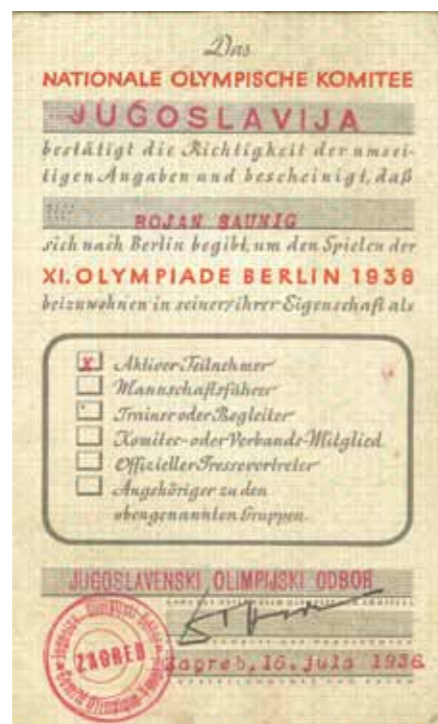 Das
NATIONALE OLYMPISCHE KOMITEE
JUGOSLAVIJA
bestätigt die Richtigkeit der umsei-
tigen Angaben und bescheinigt, daß
BOJAN SAUNIG
sich nach Berlin begibt, um den Spielen der
XI. OLYMPIADE BERLIN 1936
beizuwohnen in seiner/ihrer Eigenschaft als
X Aktiver Teilnehmer
Mannschaftsführer
Trainer oder Begleiter
Komitee- oder Verbands-Mitglied
Offizieller Pressevertreter
Angehöriger zu den
obengenannten Gruppen.
JUGOSLAVENSKI OLIMPIJSKI ODBOR
ZAGREB
Zagreb, 16. jula 1936